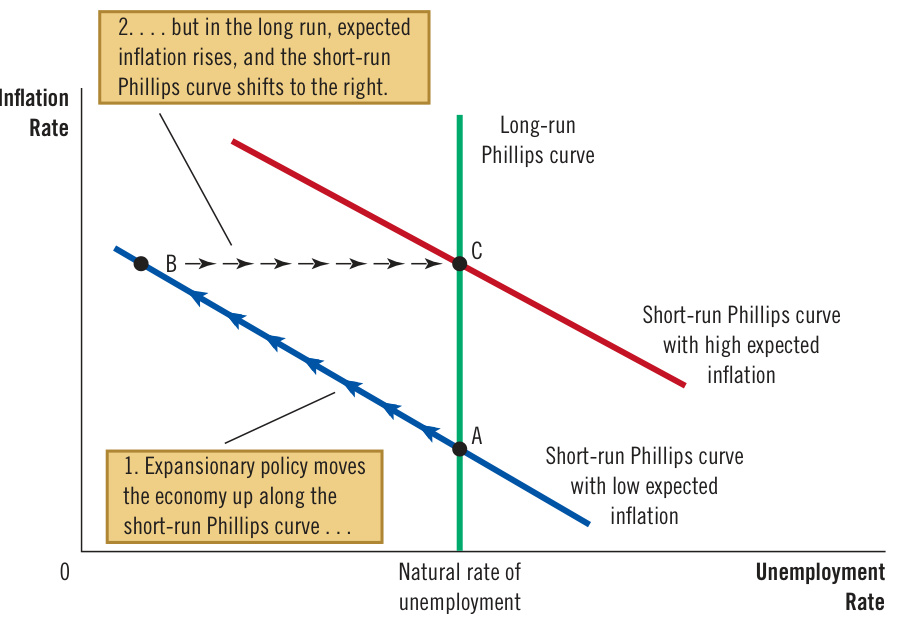 2. . . . but in the long run, expected
inflation rises, and the short-run
Phillips curve shifts to the right.
Inflation
Rate
Long-run
Phillips curve
B
C
Short-run Phillips curve
with high expected
inflation
A
1. Expansionary policy moves
the economy up along the
short-run Phillips curve . . .
Short-run Phillips curve
with low expected
inflation
0
Natural rate of
unemployment
Unemployment
Rate